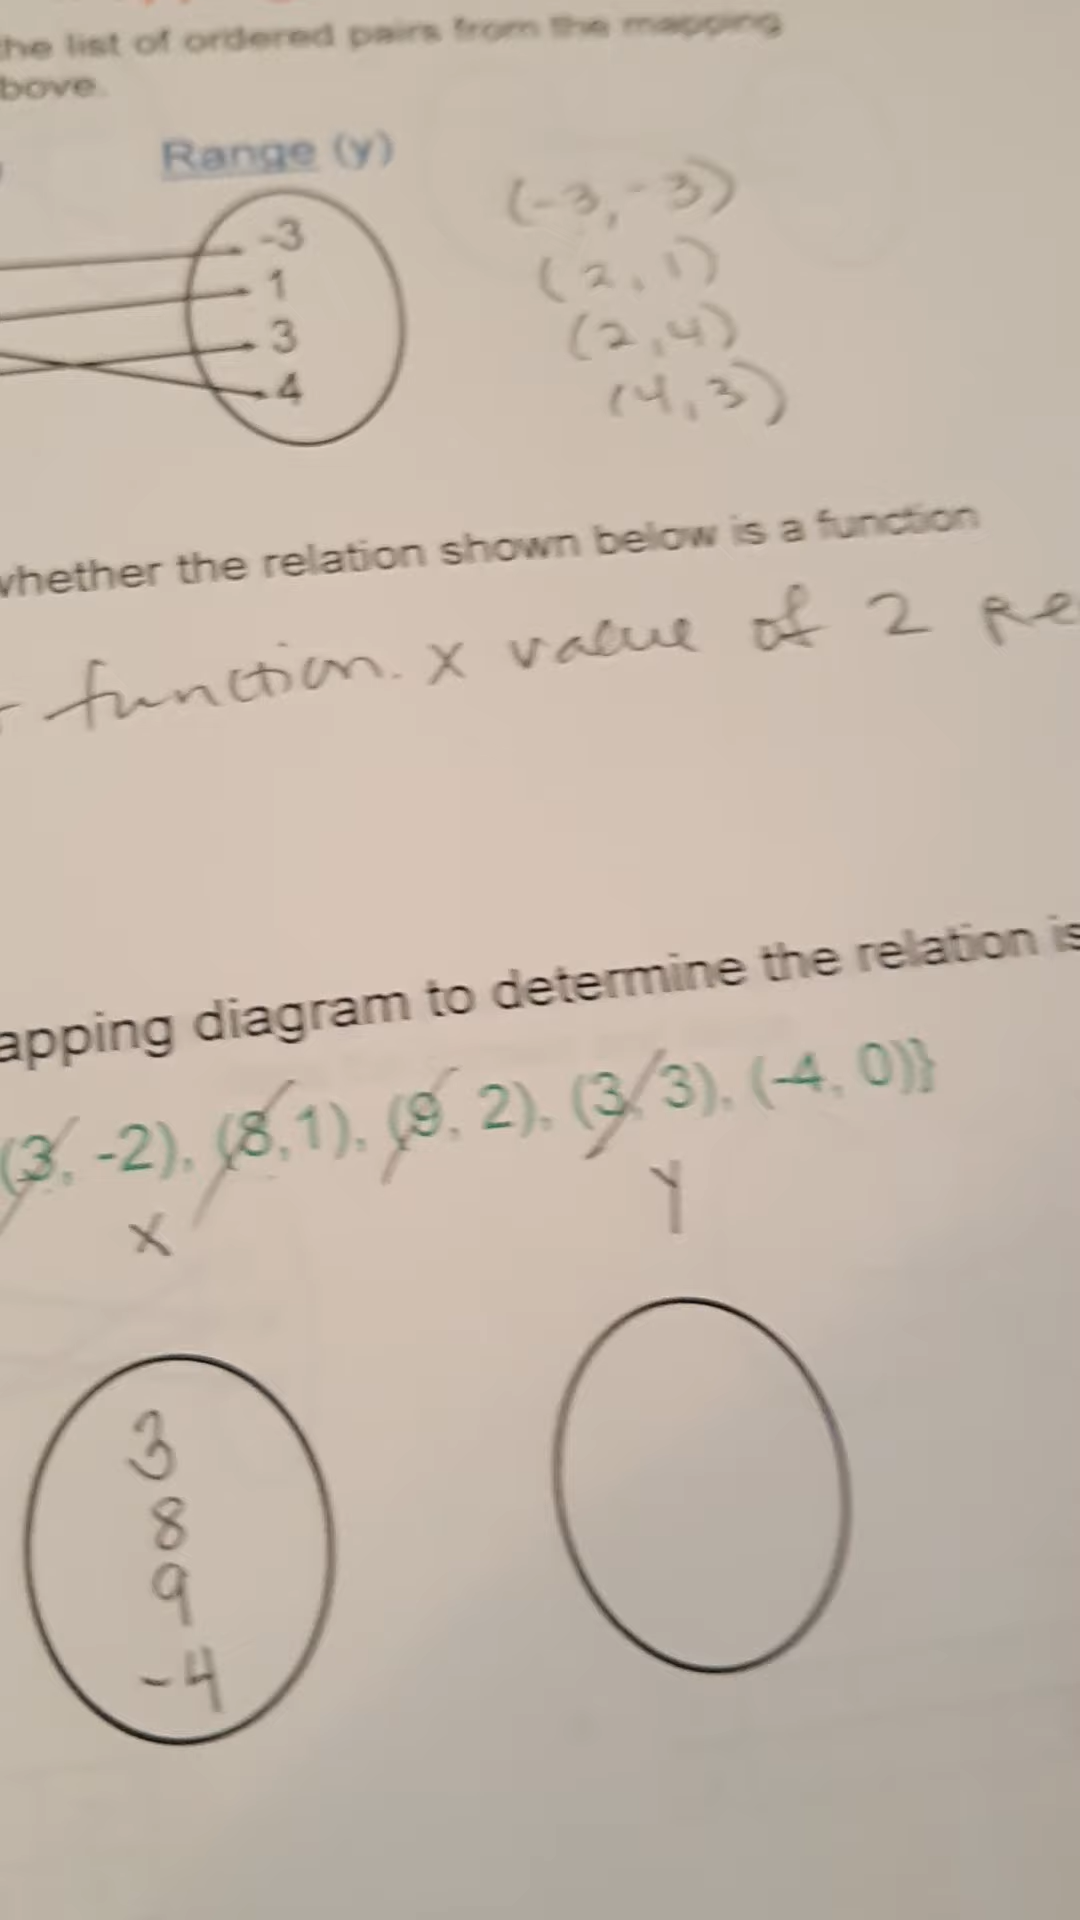 the list of ordered pairs from the mapping
bove.
Range (y)
-3
1
3
4
(-3,-3)
(2,1)
(2,4)
(4,3)
whether the relation shown below is a function
function. x value of 2 Re
apping diagram to determine the relation is
(3, -2), (8,1), (9, 2), (3, 3), (-4, 0)}
X
Y
3
8
9
-4